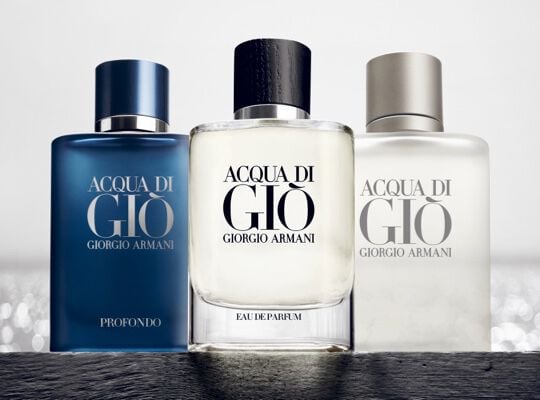 ACQUA DI
GIÒ
GIORGIO ARMANI
PROFONDO
ACQUA DI
GIÒ
GIORGIO ARMANI
EAU DE PARFUM
ACQUA DI
GIÒ
GIORGIO ARMANI